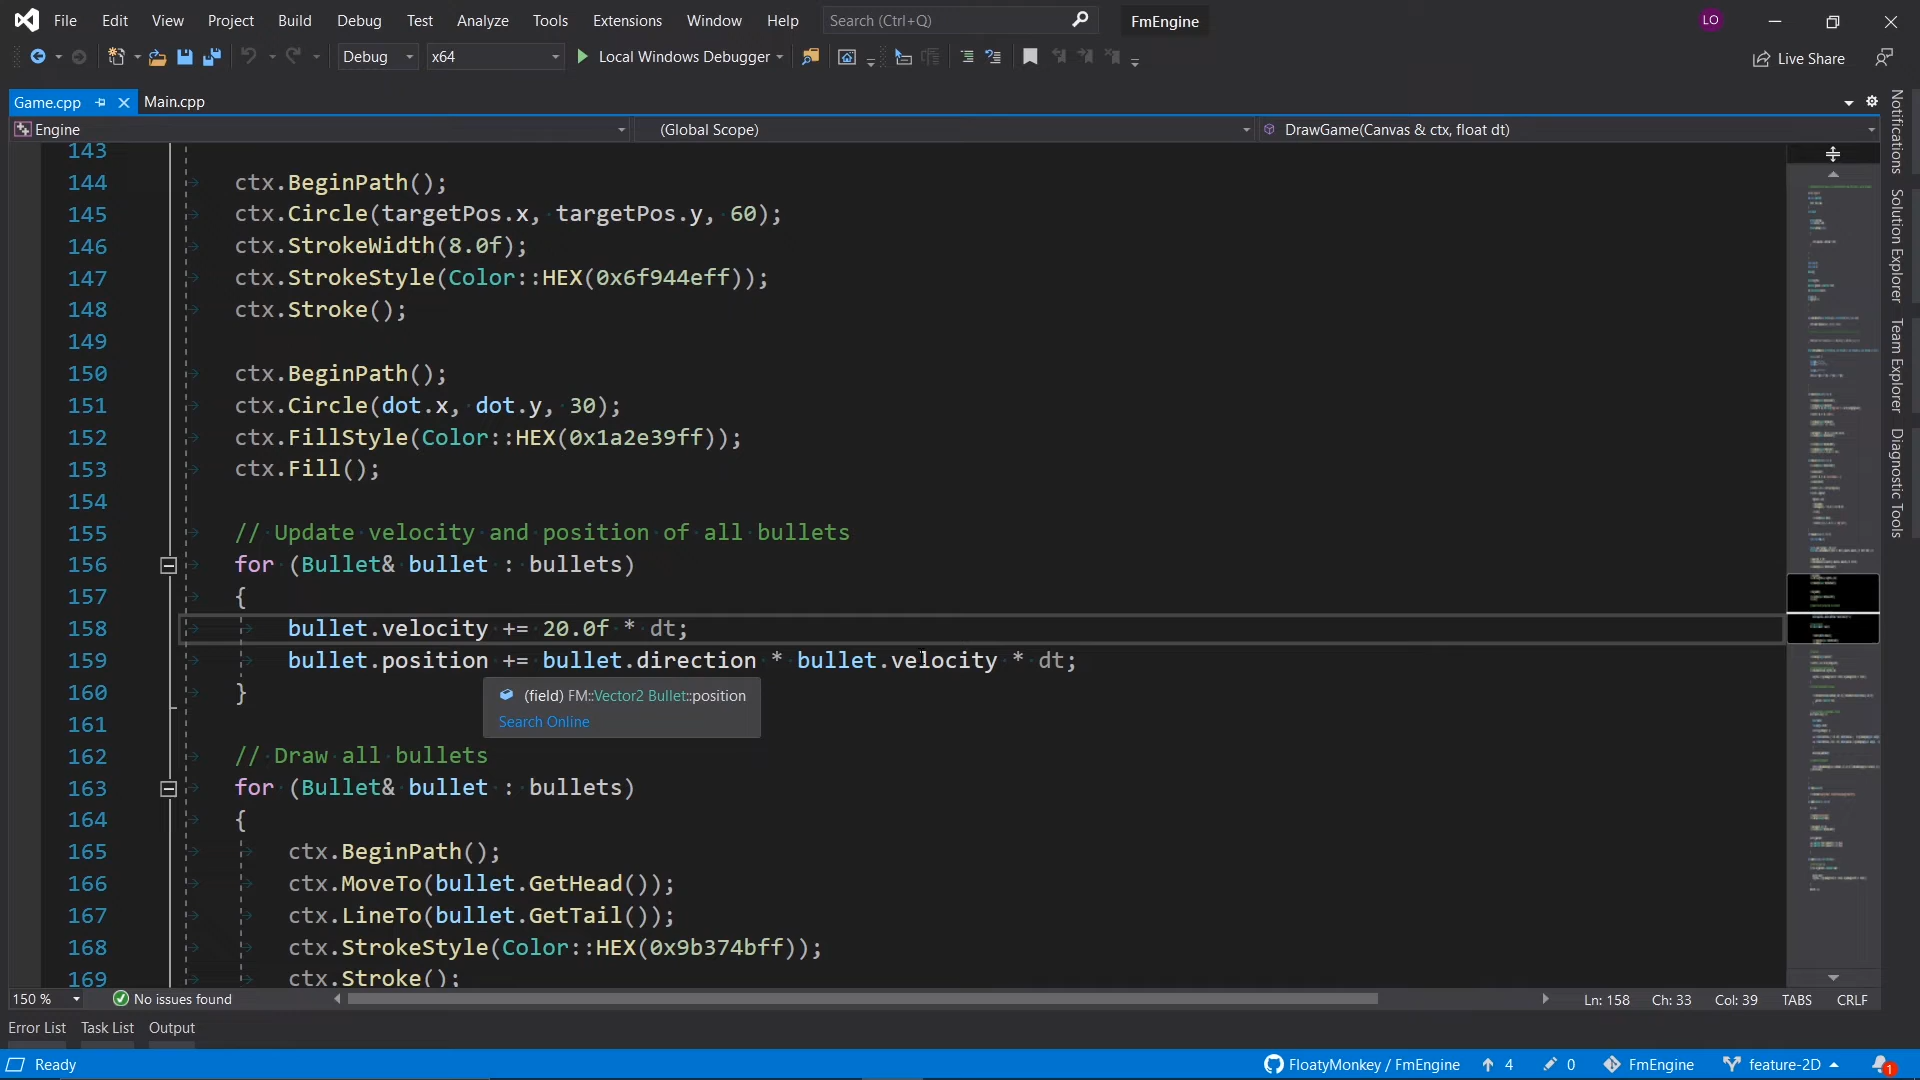 File Edit View Project Build Debug Test Analyze Tools Extensions Window Help Search (Ctrl+Q) FmEngine LO
Debug x64 Local Windows Debugger Live Share
Game.cpp Main.cpp
Engine (Global Scope) DrawGame(Canvas & ctx, float dt)
143
144 ctx.BeginPath();
145 ctx.Circle(targetPos.x, targetPos.y, 60);
146 ctx.StrokeWidth(8.0f);
147 ctx.StrokeStyle(Color::HEX(0x6f944eff));
148 ctx.Stroke();
149
150 ctx.BeginPath();
151 ctx.Circle(dot.x, dot.y, 30);
152 ctx.FillStyle(Color::HEX(0x1a2e39ff));
153 ctx.Fill();
154
155 // Update velocity and position of all bullets
156 for (Bullet& bullet : bullets)
157 {
158 bullet.velocity += 20.0f * dt;
159 bullet.position += bullet.direction * bullet.velocity * dt;
160 }
(field) FM::Vector2 Bullet::position
Search Online
161
162 // Draw all bullets
163 for (Bullet& bullet : bullets)
164 {
165 ctx.BeginPath();
166 ctx.MoveTo(bullet.GetHead());
167 ctx.LineTo(bullet.GetTail());
168 ctx.StrokeStyle(Color::HEX(0x9b374bff));
169 ctx.Stroke();
Notifications
Solution Explorer
Team Explorer
Diagnostic Tools
150 % No issues found Ln: 158 Ch: 33 Col: 39 TABS CRLF
Error List Task List Output
Ready FloatyMonkey / FmEngine 4 0 FmEngine feature-2D 1